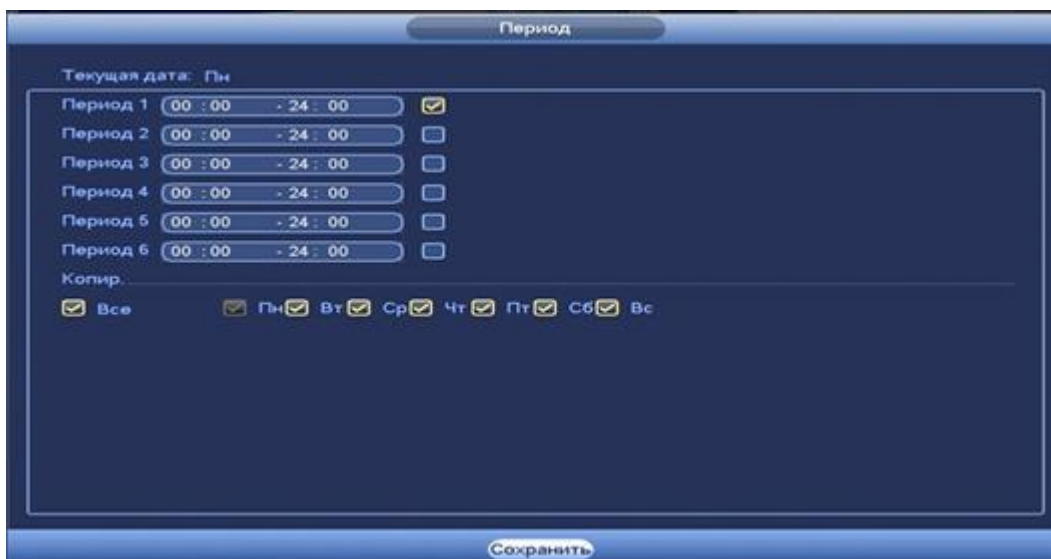 Период
Текущая дата: Пн
Период 1 00 : 00 - 24 : 00
Период 2 00 : 00 - 24 : 00
Период 3 00 : 00 - 24 : 00
Период 4 00 : 00 - 24 : 00
Период 5 00 : 00 - 24 : 00
Период 6 00 : 00 - 24 : 00
Копир.
Все Пн Вт Ср Чт Пт Сб Вс
Сохранить